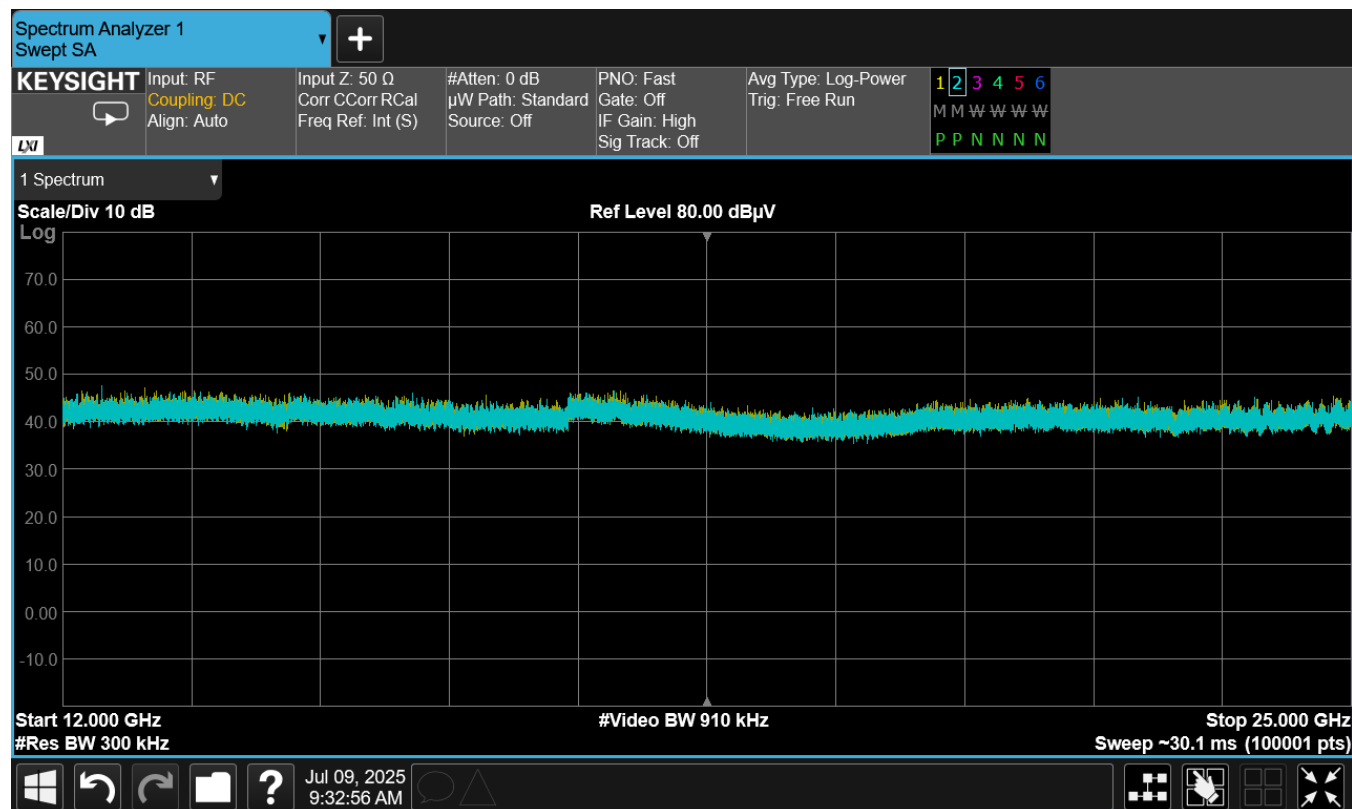 Spectrum Analyzer 1
Swept SA
KEYSIGHT
LXI
Input: RF
Coupling: DC
Align: Auto
Input Z: 50 Ω
Corr CCorr RCal
Freq Ref: Int (S)
#Atten: 0 dB
µW Path: Standard
Source: Off
PNO: Fast
Gate: Off
IF Gain: High
Sig Track: Off
Avg Type: Log-Power
Trig: Free Run
1 2 3 4 5 6
M M W W W W
P P N N N N
1 Spectrum
Scale/Div 10 dB
Ref Level 80.00 dBµV
Log
70.0
60.0
50.0
40.0
30.0
20.0
10.0
0.00
-10.0
Start 12.000 GHz
#Video BW 910 kHz
Stop 25.000 GHz
#Res BW 300 kHz
Sweep ~30.1 ms (100001 pts)
?
Jul 09, 2025
9:32:56 AM